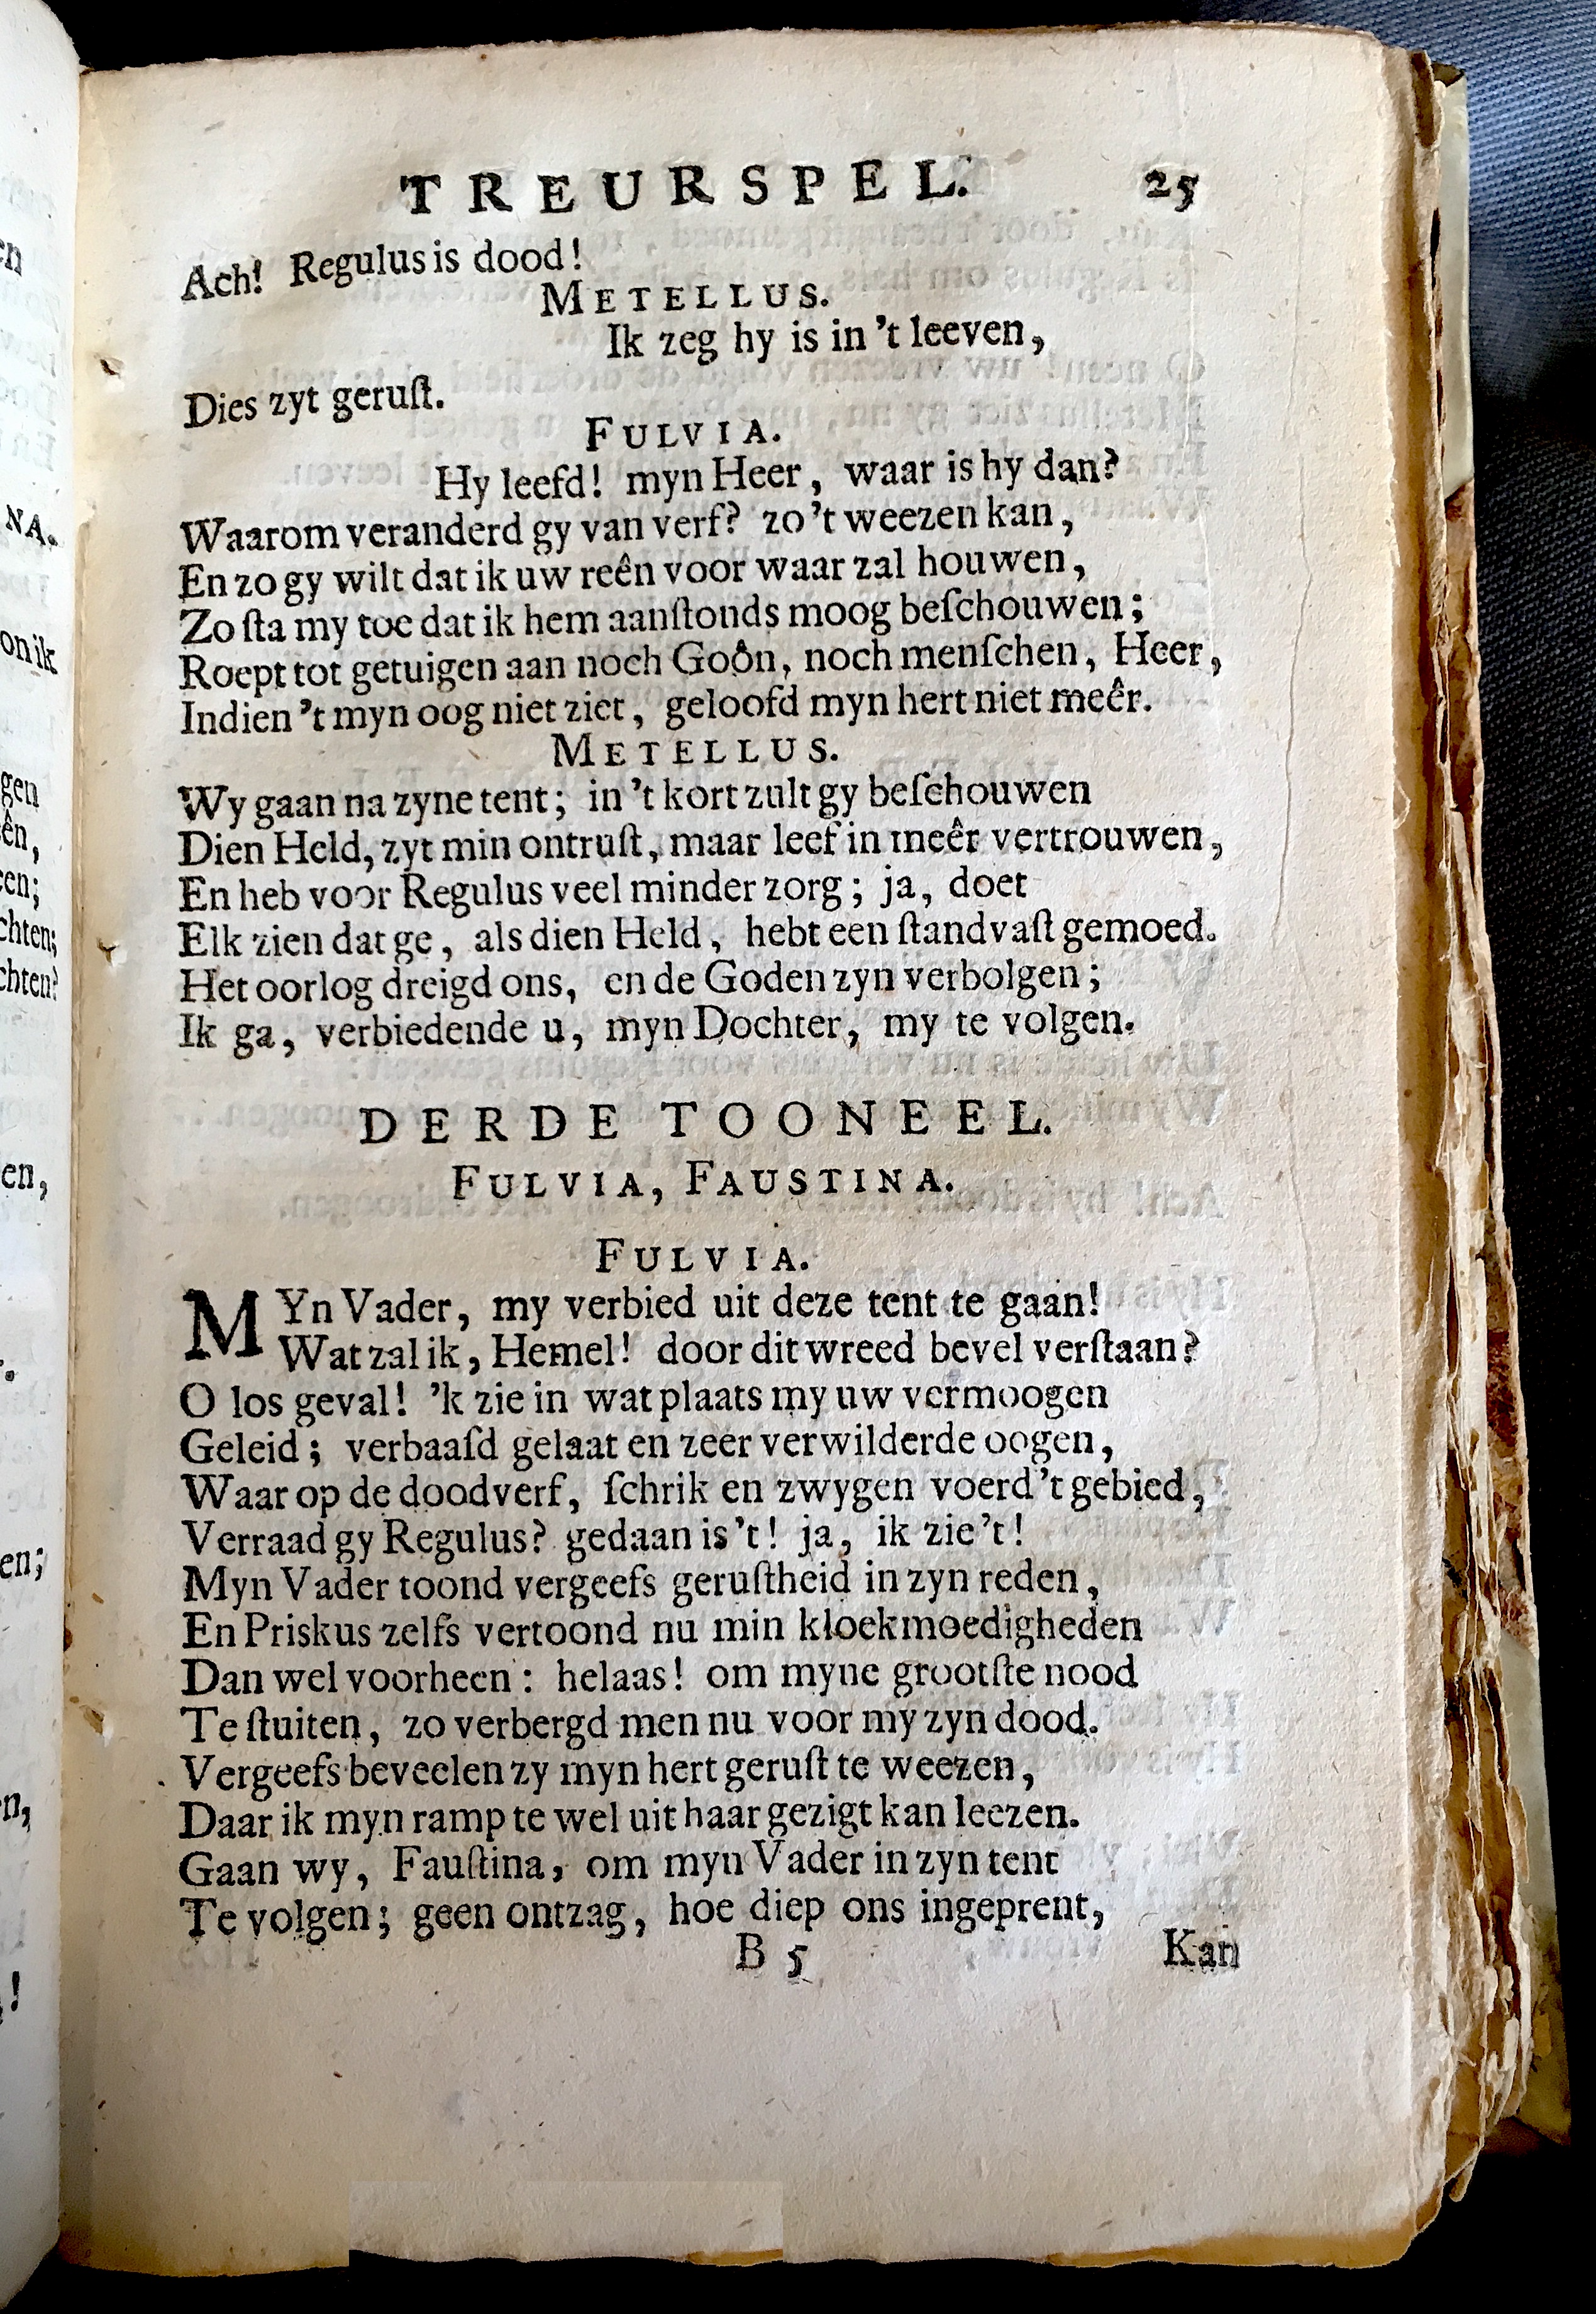 TREURSPEL. 25
Ach! Regulus is dood!
METELLUS.
Ik zeg hy is in 't leeven,
Dies zyt geruſt.
FULVIA.
Hy leefd! myn Heer, waar is hy dan?
Waarom veranderd gy van verf? zo 't weezen kan,
En zo gy wilt dat ik uw reên voor waar zal houwen,
Zo ſta my toe dat ik hem aanſtonds moog beſchouwen;
Roept tot getuigen aan noch Goôn, noch menſchen, Heer,
Indien 't myn oog niet ziet, geloofd myn hert niet meêr.
METELLUS.
Wy gaan na zyne tent; in 't kort zult gy beſchouwen
Dien Held, zyt min ontruſt, maar leef in meêr vertrouwen,
En heb voor Regulus veel minder zorg; ja, doet
Elk zien dat ge, als dien Held, hebt een ſtandvaſt gemoed.
Het oorlog dreigd ons, en de Goden zyn verbolgen;
Ik ga, verbiedende u, myn Dochter, my te volgen.
DERDE TOONEEL.
FULVIA, FAUSTINA.
FULVIA.
MYn Vader, my verbied uit deze tent te gaan!
Wat zal ik, Hemel! door dit wreed bevel verſtaan?
O los geval! 'k zie in wat plaats my uw vermoogen
Geleid; verbaaſd gelaat en zeer verwilderde oogen,
Waar op de doodverf, ſchrik en zwygen voerd 't gebied,
Verraad gy Regulus? gedaan is 't! ja, ik zie 't!
Myn Vader toond vergeefs geruſtheid in zyn reden,
En Priskus zelfs vertoond nu min kloekmoedigheden
Dan wel voorheen: helaas! om myne grootſte nood
Te ſtuiten, zo verbergd men nu voor my zyn dood.
Vergeefs beveelen zy myn hert geruſt te weezen,
Daar ik myn ramp te wel uit haar gezigt kan leezen.
Gaan wy, Fauſtina, om myn Vader in zyn tent
Te volgen; geen ontzag, hoe diep ons ingeprent,
B 5 Kan